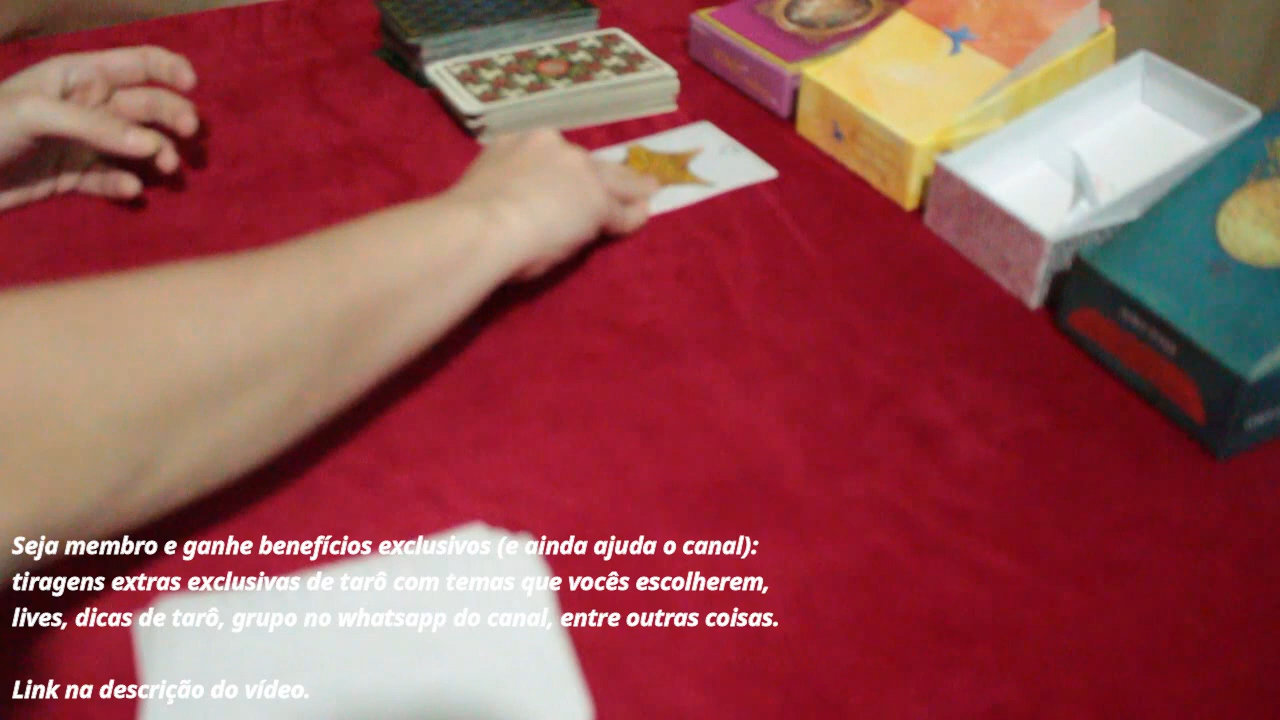 Seja membro e ganhe benefícios exclusivos (e ainda ajuda o canal):
tiragens extras exclusivas de tarô com temas que vocês escolherem,
lives, dicas de tarô, grupo no whatsapp do canal, entre outras coisas.
Link na descrição do vídeo.